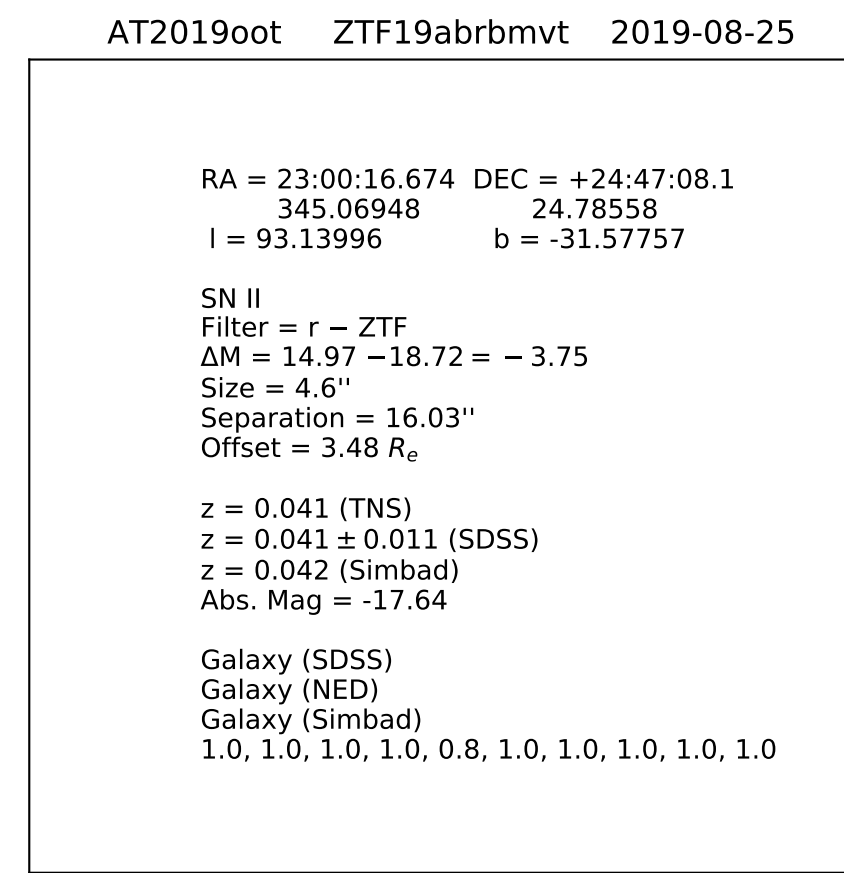 AT2019oot ZTF19abrbmvt 2019-08-25
RA = 23:00:16.674 DEC = +24:47:08.1
345.06948 24.78558
l = 93.13996 b = -31.57757
SN II
Filter = r − ZTF
ΔM = 14.97 −18.72 = − 3.75
Size = 4.6''
Separation = 16.03''
Offset = 3.48 Rₑ
z = 0.041 (TNS)
z = 0.041 ± 0.011 (SDSS)
z = 0.042 (Simbad)
Abs. Mag = -17.64
Galaxy (SDSS)
Galaxy (NED)
Galaxy (Simbad)
1.0, 1.0, 1.0, 1.0, 0.8, 1.0, 1.0, 1.0, 1.0, 1.0